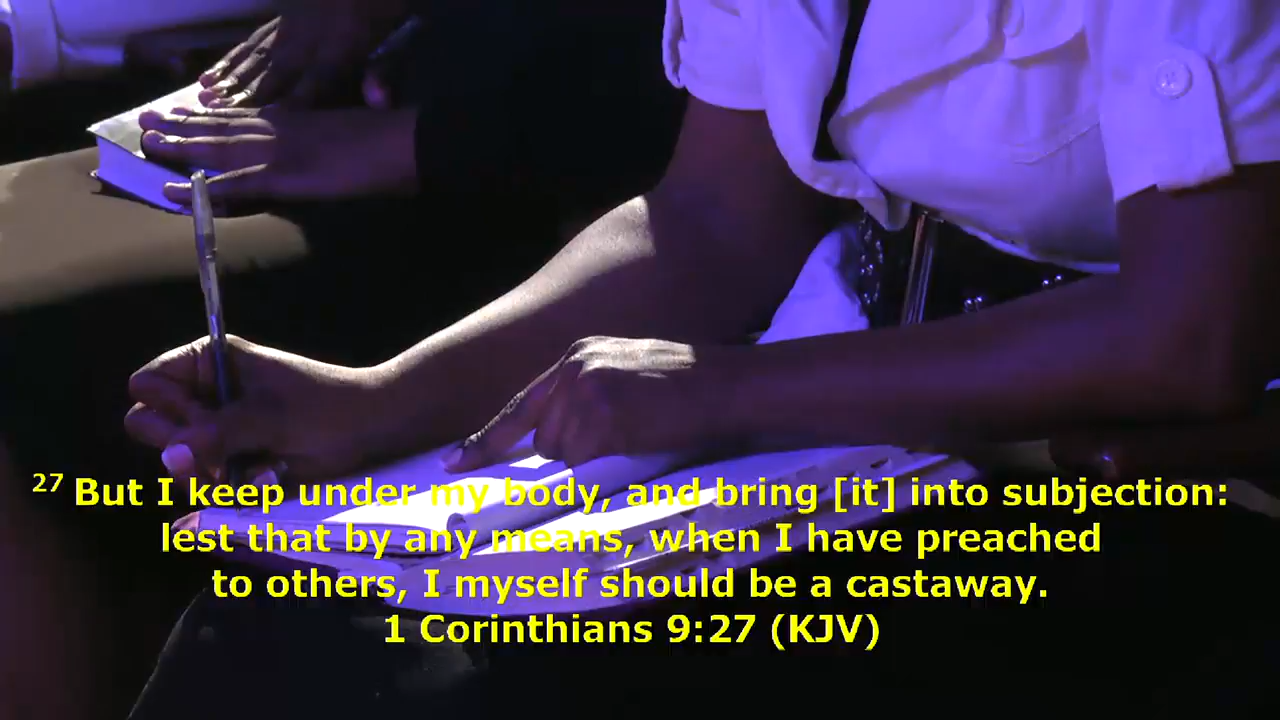 27 But I keep under my body, and bring [it] into subjection:
lest that by any means, when I have preached
to others, I myself should be a castaway.
1 Corinthians 9:27 (KJV)